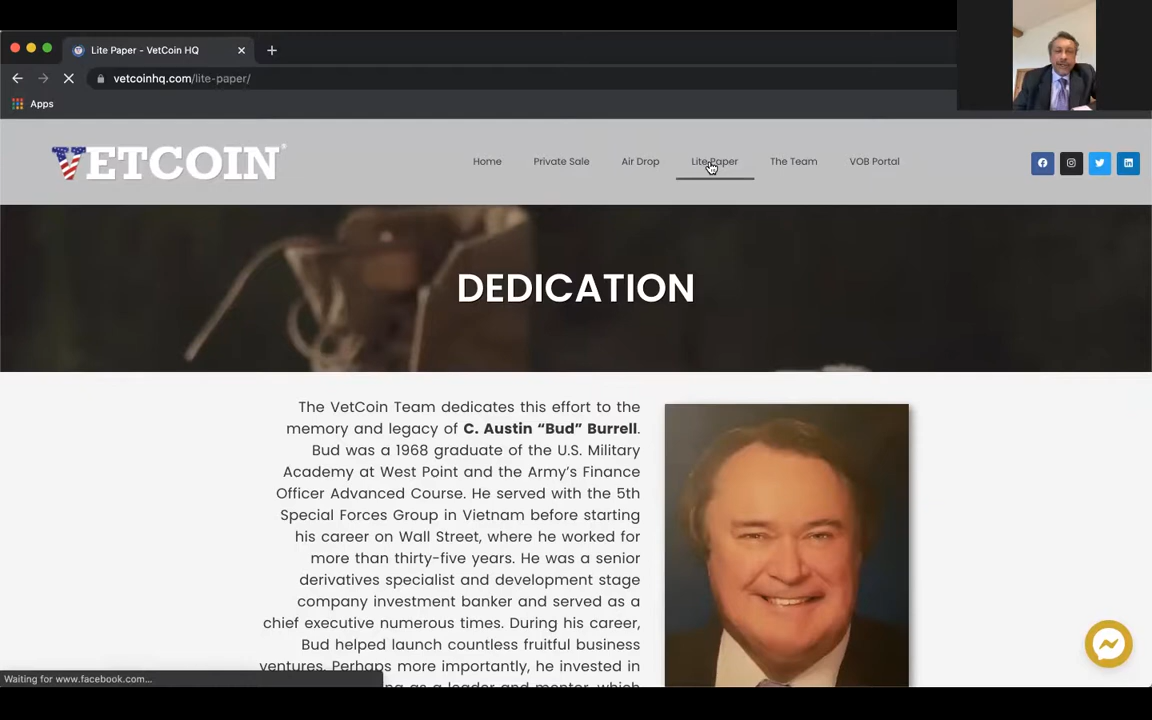 Lite Paper - VetCoin HQ
vetcoinhq.com/lite-paper/
Apps
VETCOIN
Home Private Sale Air Drop Lite Paper The Team VOB Portal
DEDICATION
The VetCoin Team dedicates this effort to the
memory and legacy of C. Austin “Bud” Burrell.
Bud was a 1968 graduate of the U.S. Military
Academy at West Point and the Army’s Finance
Officer Advanced Course. He served with the 5th
Special Forces Group in Vietnam before starting
his career on Wall Street, where he worked for
more than thirty-five years. He was a senior
derivatives specialist and development stage
company investment banker and served as a
chief executive numerous times. During his career,
Bud helped launch countless fruitful business
ventures. Perhaps more importantly, he invested in
as a leader and mentor, which
Waiting for www.facebook.com...